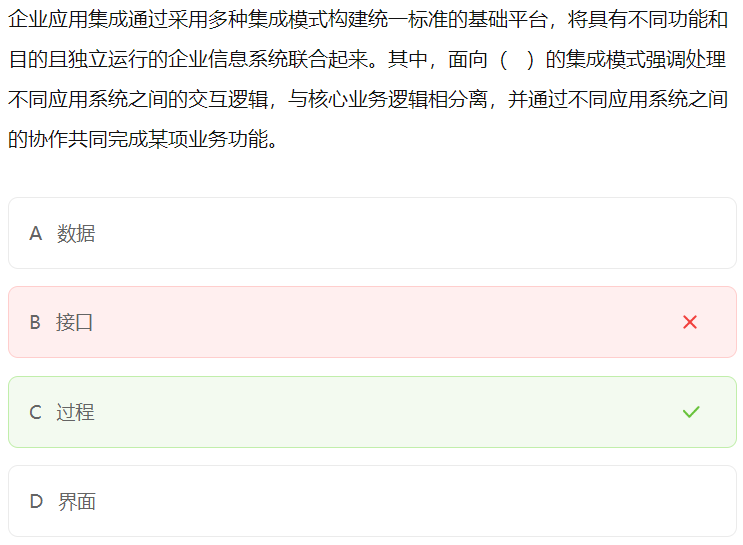 企业应用集成通过采用多种集成模式构建统一标准的基础平台，将具有不同功能和
目的且独立运行的企业信息系统联合起来。其中，面向（　）的集成模式强调处理
不同应用系统之间的交互逻辑，与核心业务逻辑相分离，并通过不同应用系统之间
的协作共同完成某项业务功能。
A 数据
B 接口
C 过程
D 界面